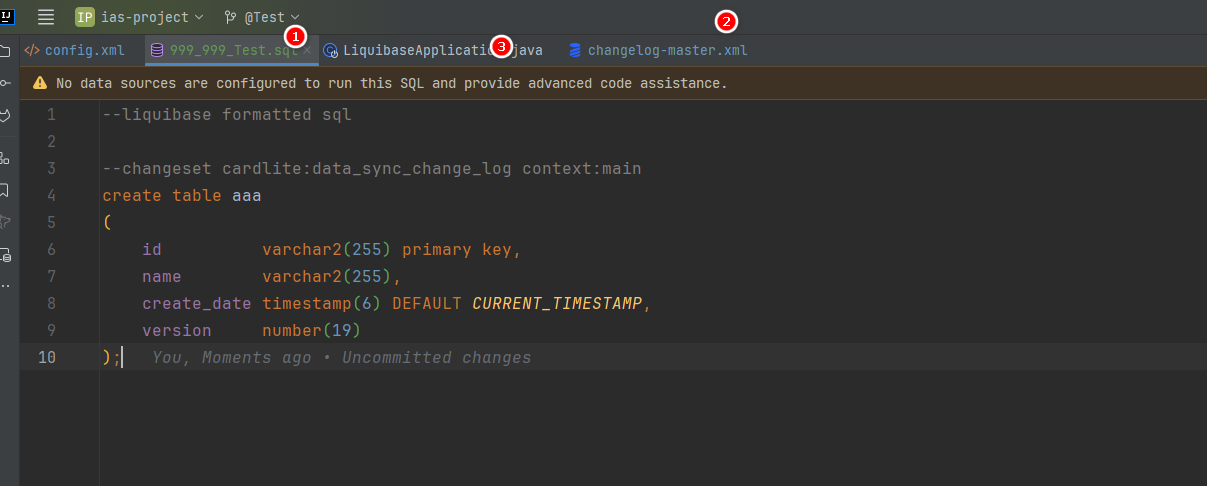 IJ IP ias-project @Test 2
config.xml 999_999_Test.sql 1 LiquibaseApplicatio 3 java changelog-master.xml
No data sources are configured to run this SQL and provide advanced code assistance.
1 --liquibase formatted sql
2
3 --changeset cardlite:data_sync_change_log context:main
4 create table aaa
5 (
6 id varchar2(255) primary key,
7 name varchar2(255),
8 create_date timestamp(6) DEFAULT CURRENT_TIMESTAMP,
9 version number(19)
10 ); You, Moments ago • Uncommitted changes